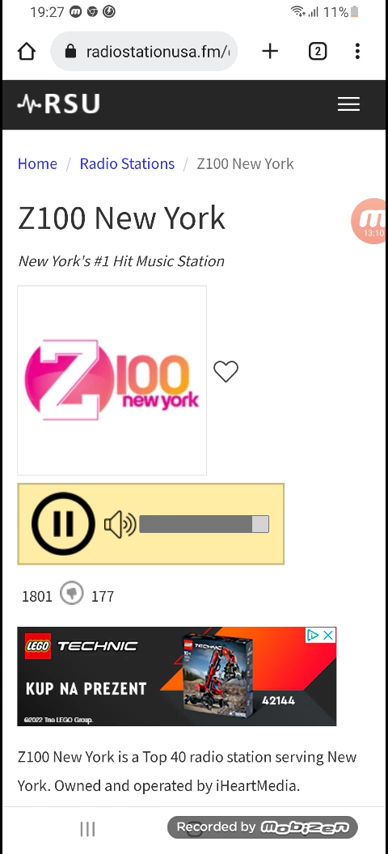 19:27
11%
radiostationusa.fm/
2
RSU
Home / Radio Stations / Z100 New York
Z100 New York
13:10
New York's #1 Hit Music Station
Z100
new york
1801 177
LEGO TECHNIC
KUP NA PREZENT
42144
©2022 The LEGO Group.
Z100 New York is a Top 40 radio station serving New
York. Owned and operated by iHeartMedia.
Recorded by mobizen